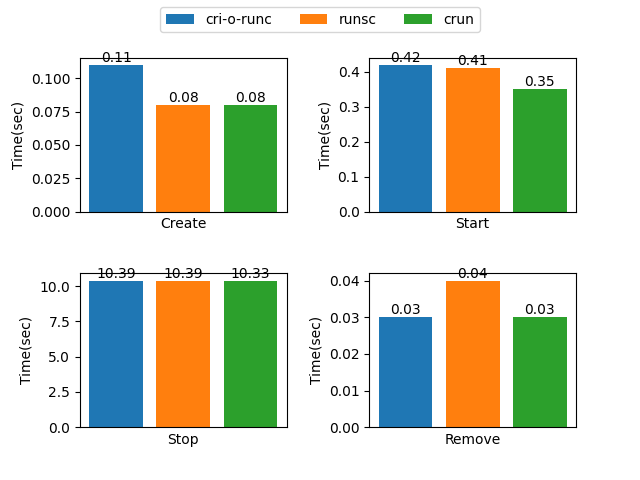 cri-o-runc runsc crun
0.11 0.08 0.08
0.100
0.075
0.050
0.025
0.000
Time(sec)
Create
0.42 0.41 0.35
0.4
0.3
0.2
0.1
0.0
Time(sec)
Start
10.39 10.39 10.33
10.0
7.5
5.0
2.5
0.0
Time(sec)
Stop
0.03 0.04 0.03
0.04
0.03
0.02
0.01
0.00
Time(sec)
Remove